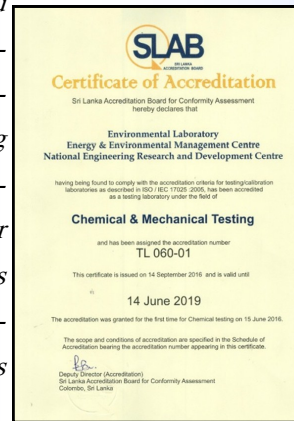 g
r
s
s
SLAB
SRI LANKA
ACCREDITATION BOARD
Certificate of Accreditation
Sri Lanka Accreditation Board for Conformity Assessment
hereby declares that
Environmental Laboratory
Energy & Environmental Management Centre
National Engineering Research and Development Centre
having being found to comply with the accreditation criteria for testing/calibration
laboratories as described in ISO / IEC 17025 :2005, has been accredited
as a testing laboratory under the field of
Chemical & Mechanical Testing
and has been assigned the accreditation number
TL 060-01
This certificate is issued on 14 September 2016 and is valid until
14 June 2019
The accreditation was granted for the first time for Chemical testing on 15 June 2016.
The scope and conditions of accreditation are specified in the Schedule of
Accreditation bearing the accreditation number appearing in this certificate.
Deputy Director (Accreditation)
Sri Lanka Accreditation Board for Conformity Assessment
Colombo, Sri Lanka